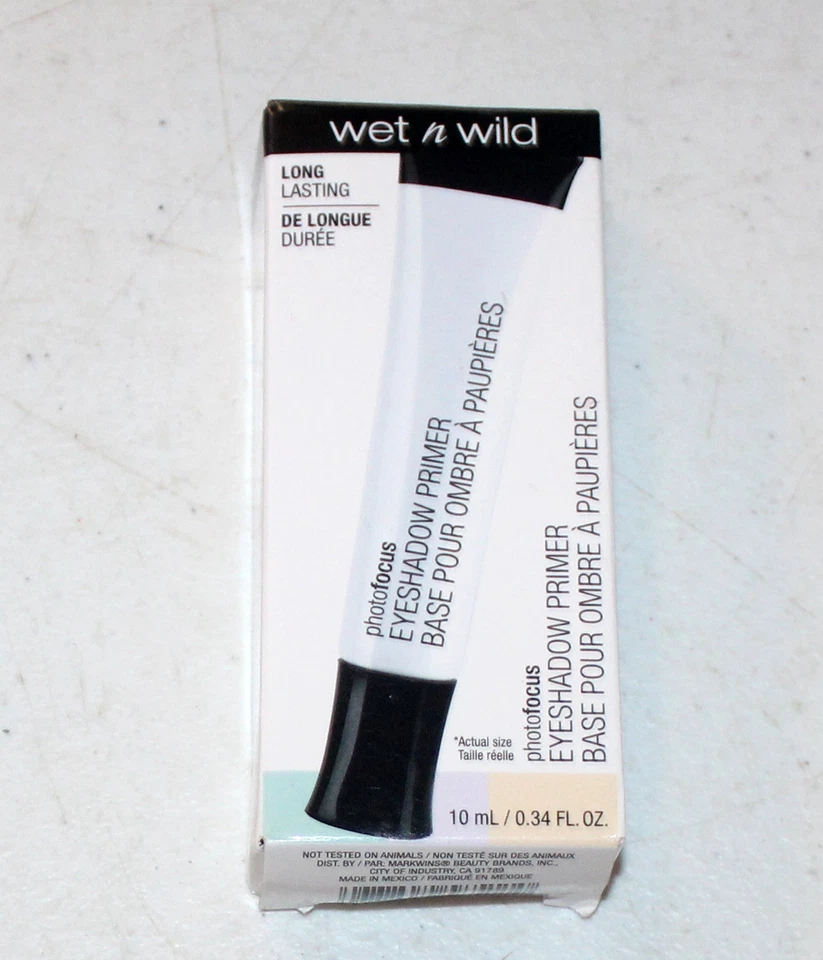 wet n wild
LONG
LASTING
DE LONGUE
DURÉE
photofocus
EYESHADOW PRIMER
BASE POUR OMBRE À PAUPIÈRES
photofocus
EYESHADOW PRIMER
BASE POUR OMBRE À PAUPIÈRES
*Actual size
Taille réelle
10 mL / 0.34 FL. OZ.
NOT TESTED ON ANIMALS / NON TESTÉ SUR DES ANIMAUX
DIST. BY / PAR: MARKWINS® BEAUTY BRANDS, INC.,
CITY OF INDUSTRY, CA 91789
MADE IN MEXICO / FABRIQUÉ EN MEXIQUE